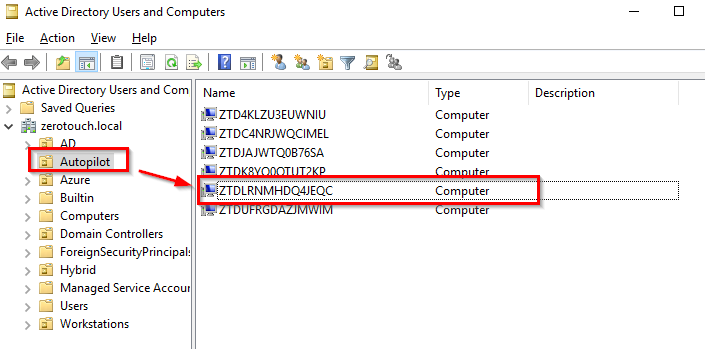 Active Directory Users and Computers
File Action View Help
Active Directory Users and Com
Saved Queries
zerotouch.local
AD
Autopilot
Azure
Builtin
Computers
Domain Controllers
ForeignSecurityPrincipals
Hybrid
Managed Service Accou
Users
Workstations
Name Type Description
ZTD4KLZU3EUWNIU Computer
ZTDC4NRJWQCIMEL Computer
ZTDJAJWTQ0B76SA Computer
ZTDK8YQ0OTUT2KP Computer
ZTDLRNMHDQ4JEQC Computer
ZTDUFRGDAZJMWIM Computer